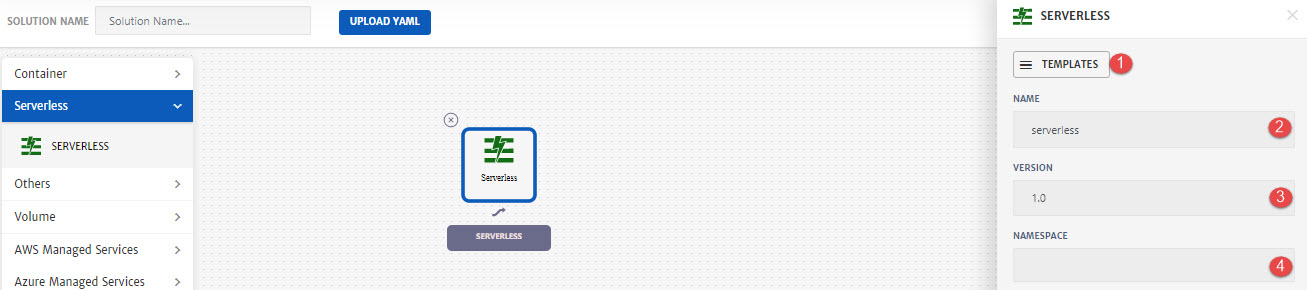 SOLUTION NAME
Solution Name...
UPLOAD YAML
Container
Serverless
SERVERLESS
Others
Volume
AWS Managed Services
Azure Managed Services
Serverless
SERVERLESS
SERVERLESS
TEMPLATES 1
NAME
serverless 2
VERSION
1.0 3
NAMESPACE
4